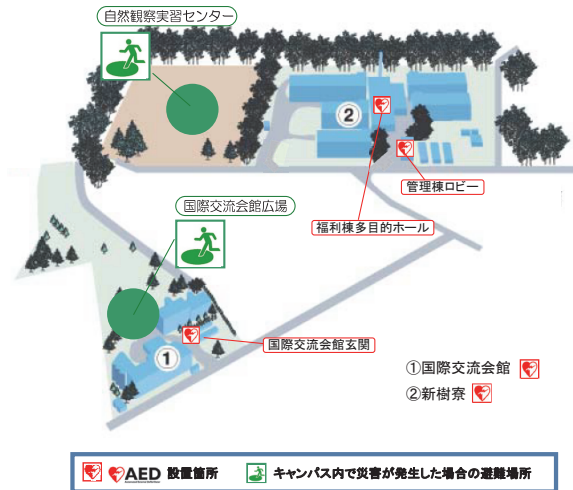 自然観察実習センター
②
管理棟ロビー
国際交流会館広場
福利棟多目的ホール
国際交流会館玄関
①
①国際交流会館
②新樹寮
AED 設置箇所
キャンパス内で災害が発生した場合の避難場所